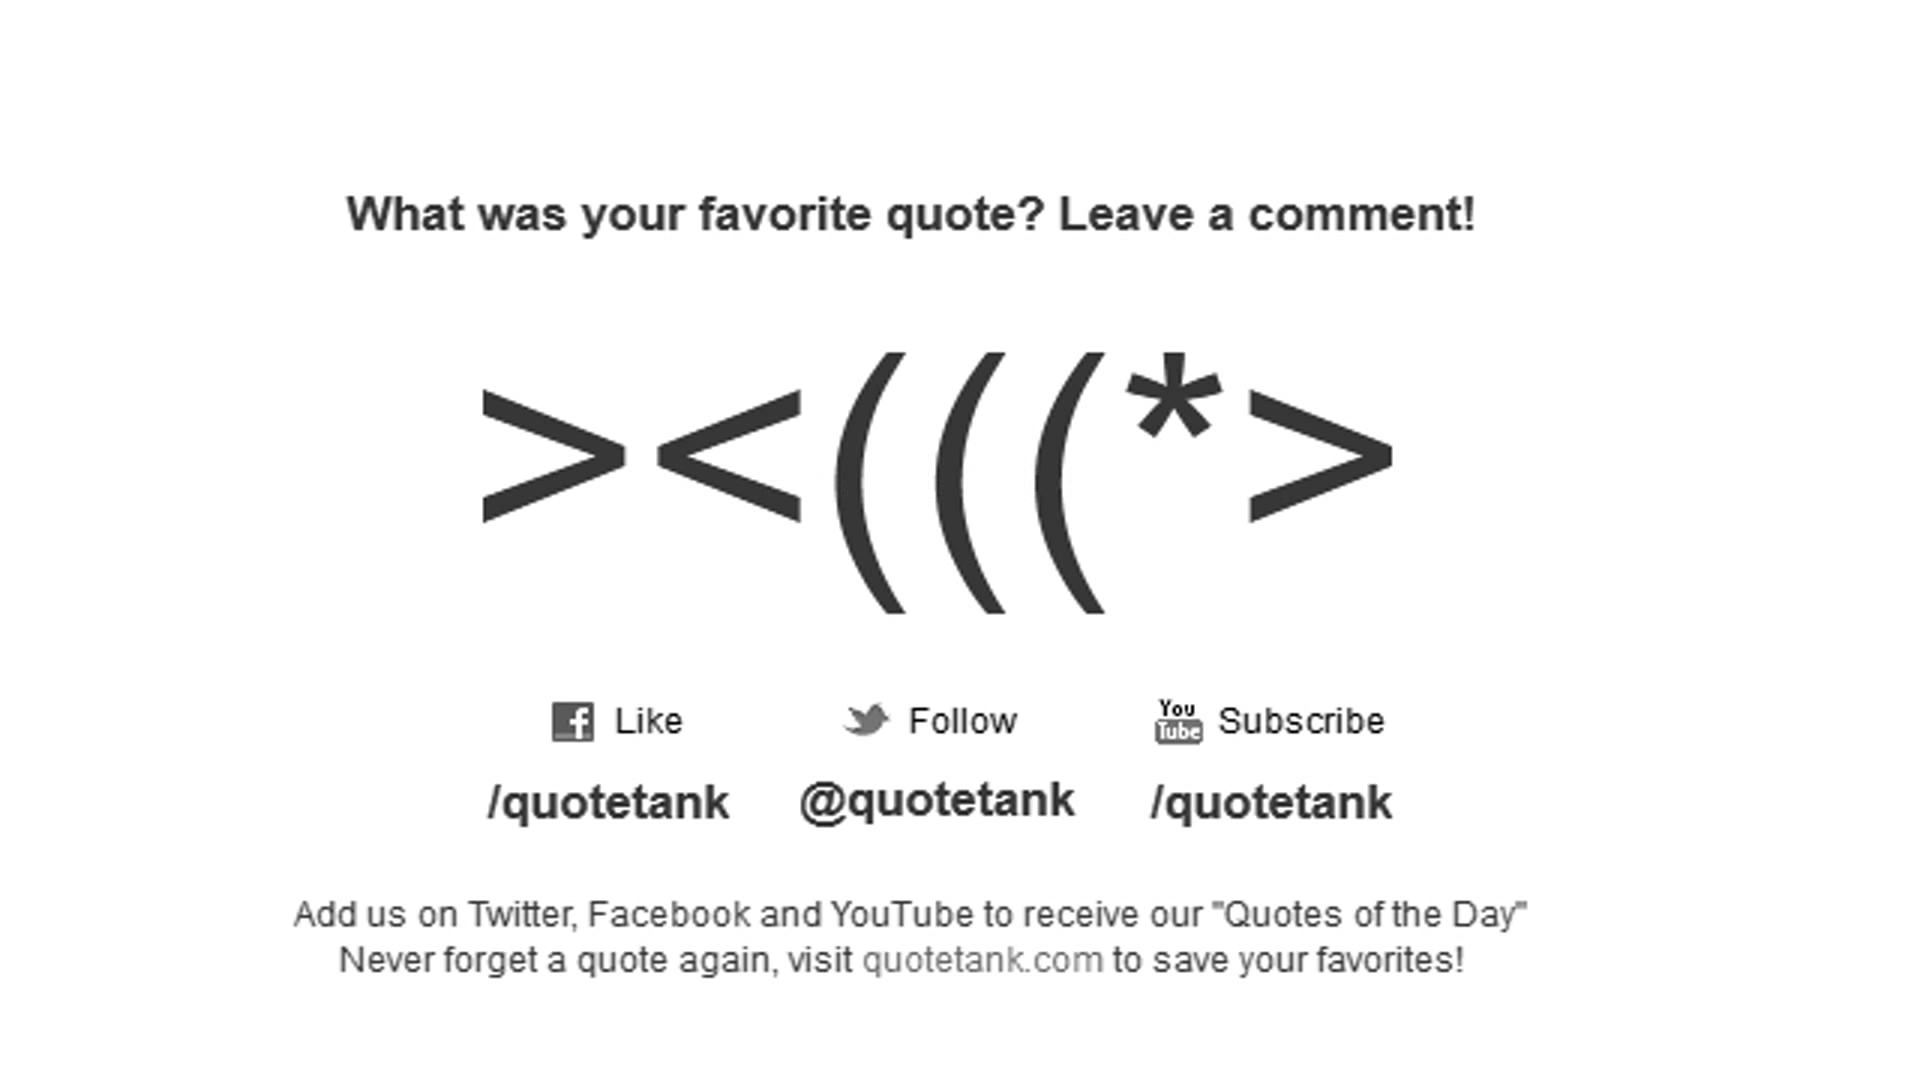 What was your favorite quote? Leave a comment!
><(((*>
f Like Follow You Tube Subscribe
/quotetank @quotetank /quotetank
Add us on Twitter, Facebook and YouTube to receive our "Quotes of the Day"
Never forget a quote again, visit quotetank.com to save your favorites!